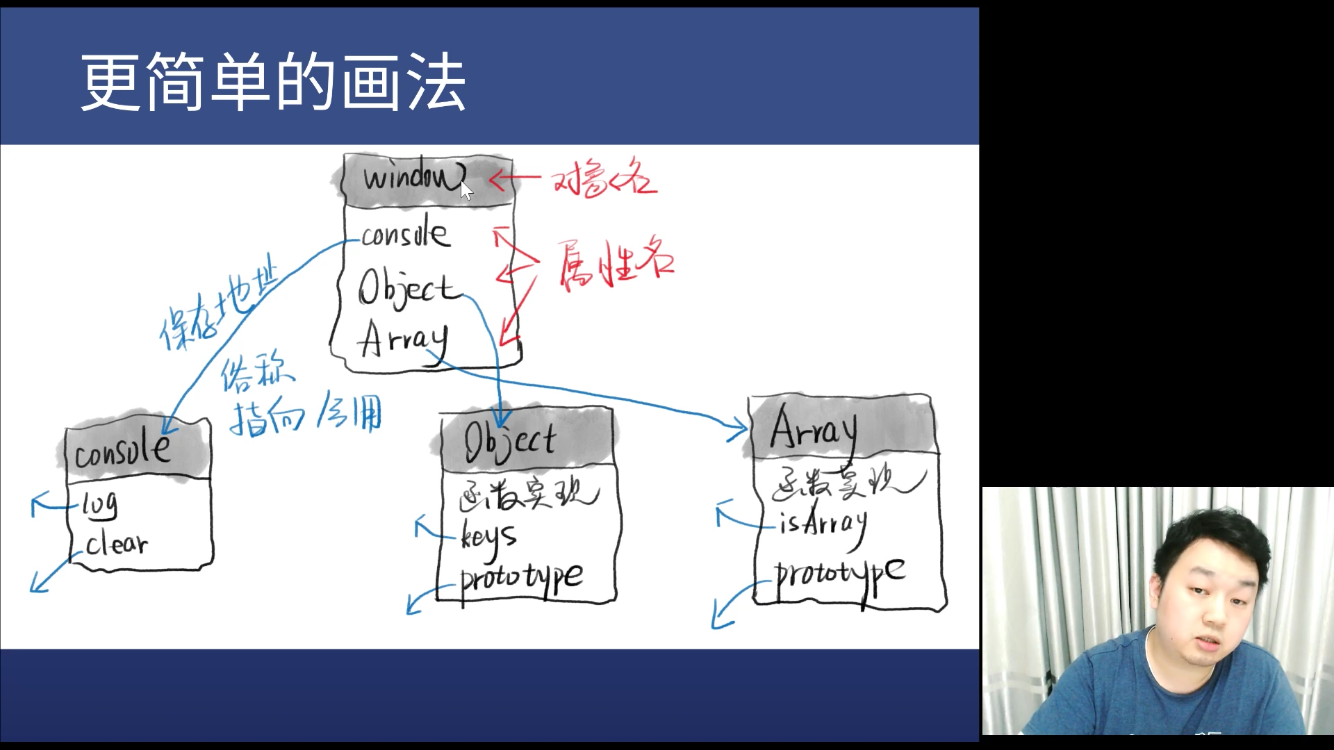 更简单的画法
window
对象名
console
Object
Array
属性名
保存地址
俗称
指向/引用
console
log
clear
Object
函数实现
keys
prototype
Array
函数实现
isArray
prototype